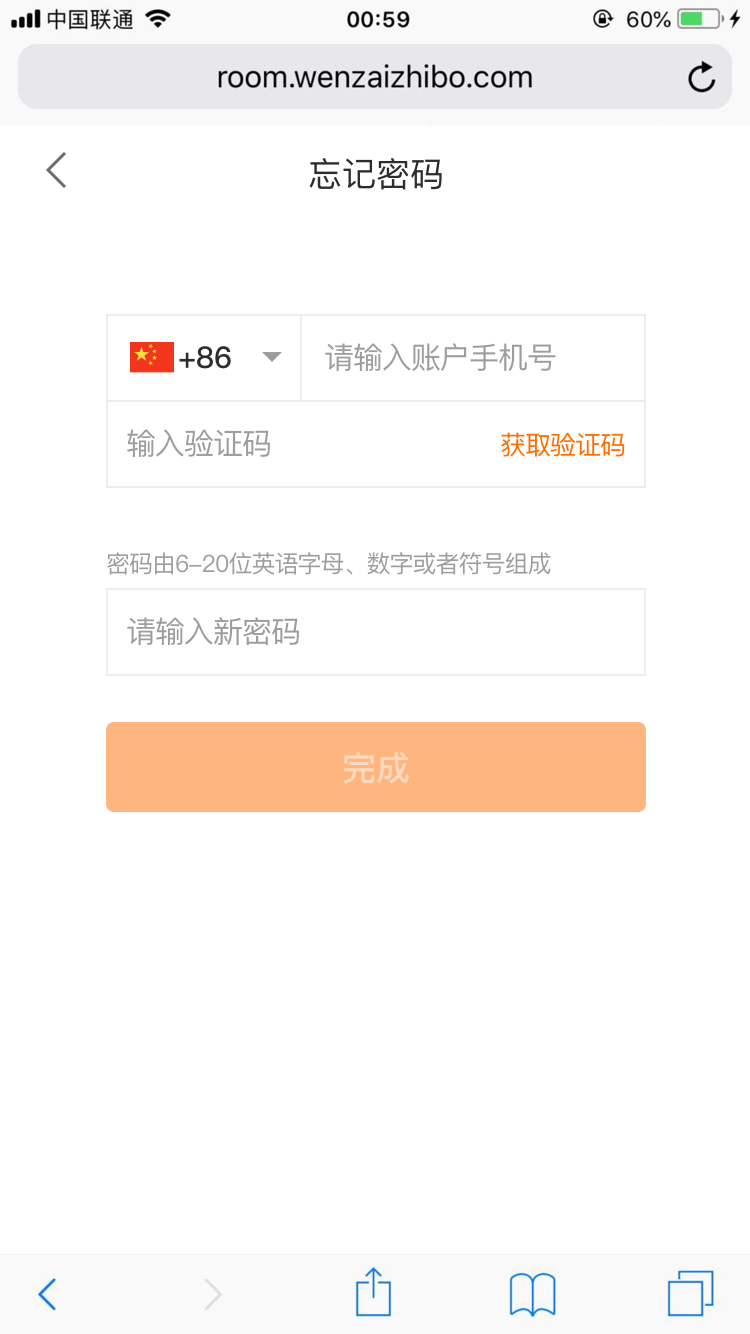 中国联通 00:59 60%
room.wenzaizhibo.com
忘记密码
+86 请输入账户手机号
输入验证码 获取验证码
密码由6-20位英语字母、数字或者符号组成
请输入新密码
完成